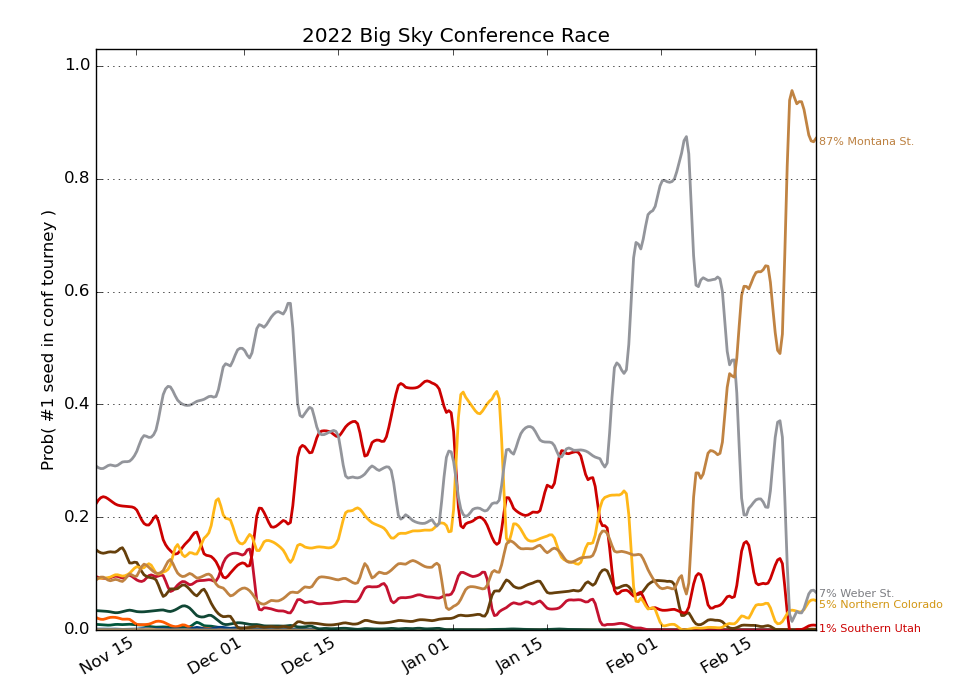 2022 Big Sky Conference Race
Prob( #1 seed in conf tourney )
1.0
0.8
0.6
0.4
0.2
0.0
87% Montana St.
7% Weber St.
5% Northern Colorado
1% Southern Utah
Nov 15
Dec 01
Dec 15
Jan 01
Jan 15
Feb 01
Feb 15